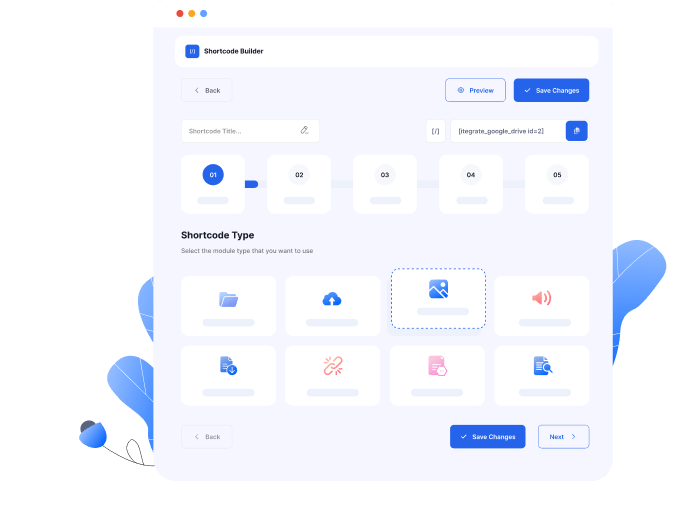 [/] Shortcode Builder
Back
Preview
Save Changes
Shortcode Title...
[/]
[itegrate_google_drive id=2]
01
02
03
04
05
Shortcode Type
Select the module type that you want to use
Back
Save Changes
Next